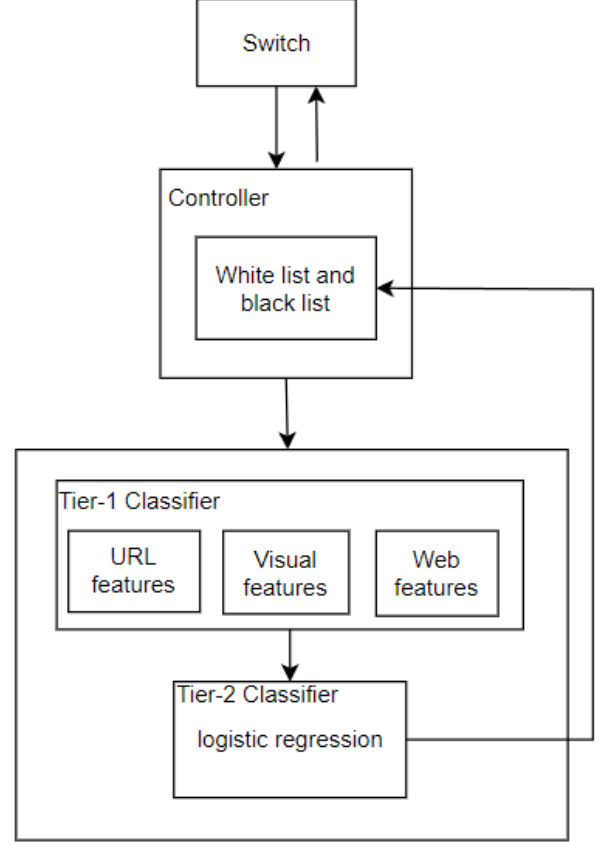 Switch
Controller
White list and
black list
Tier-1 Classifier
URL
features
Visual
features
Web
features
Tier-2 Classifier
logistic regression